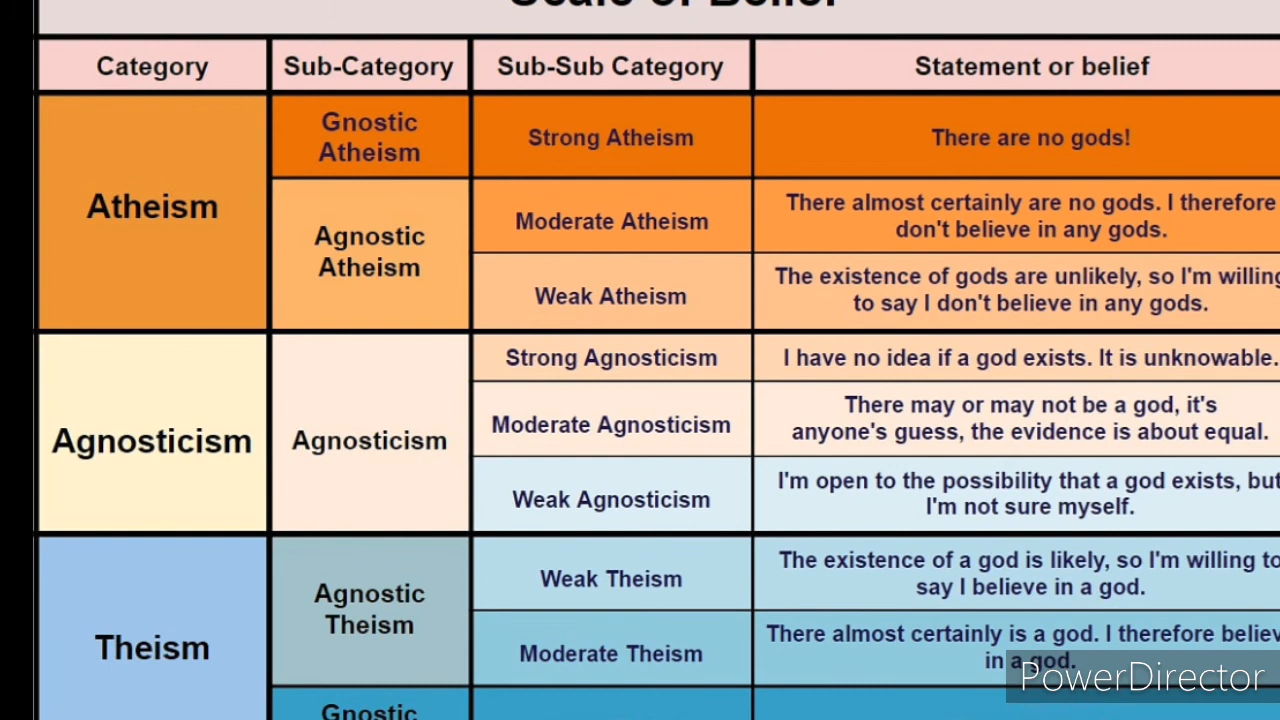 Scale of Belief
Category Sub-Category Sub-Sub Category Statement or belief
Atheism
Gnostic
Atheism
Strong Atheism
There are no gods!
Agnostic
Atheism
Moderate Atheism
There almost certainly are no gods. I therefore
don't believe in any gods.
Weak Atheism
The existence of gods are unlikely, so I'm willing
to say I don't believe in any gods.
Agnosticism
Agnosticism
Strong Agnosticism
I have no idea if a god exists. It is unknowable.
Moderate Agnosticism
There may or may not be a god, it's
anyone's guess, the evidence is about equal.
Weak Agnosticism
I'm open to the possibility that a god exists, but
I'm not sure myself.
Theism
Agnostic
Theism
Weak Theism
The existence of a god is likely, so I'm willing to
say I believe in a god.
Moderate Theism
There almost certainly is a god. I therefore believ
in a god.
Gnostic
PowerDirector